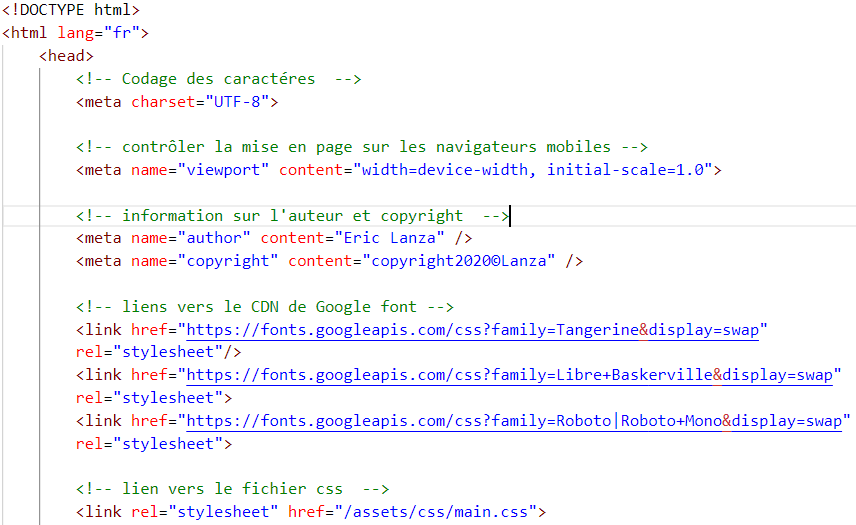 <!DOCTYPE html>
<html lang="fr">
<head>
<!-- Codage des caractéres  -->
<meta charset="UTF-8">
<!-- contrôler la mise en page sur les navigateurs mobiles -->
<meta name="viewport" content="width=device-width, initial-scale=1.0">
<!-- information sur l'auteur et copyright  -->
<meta name="author" content="Eric Lanza" />
<meta name="copyright" content="copyright2020©Lanza" />
<!-- liens vers le CDN de Google font -->
<link href="https://fonts.googleapis.com/css?family=Tangerine&display=swap"
rel="stylesheet"/>
<link href="https://fonts.googleapis.com/css?family=Libre+Baskerville&display=swap"
rel="stylesheet">
<link href="https://fonts.googleapis.com/css?family=Roboto|Roboto+Mono&display=swap"
rel="stylesheet">
<!-- lien vers le fichier css  -->
<link rel="stylesheet" href="/assets/css/main.css">